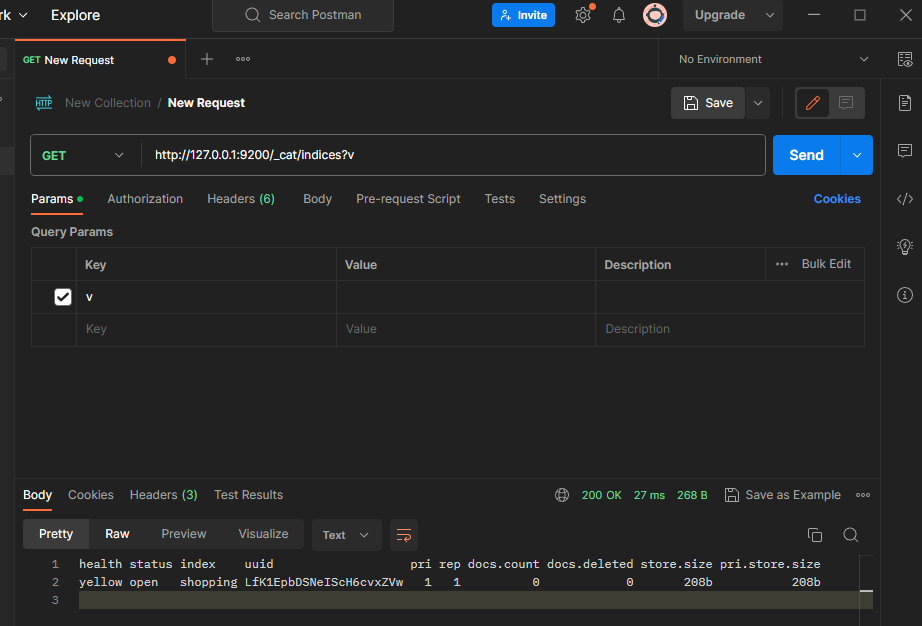 rk Explore Search Postman Invite Upgrade
GET New Request No Environment
HTTP New Collection / New Request Save
GET http://127.0.0.1:9200/_cat/indices?v Send
Params Authorization Headers (6) Body Pre-request Script Tests Settings Cookies
Query Params
Key Value Description Bulk Edit
v
Key Value Description
Body Cookies Headers (3) Test Results 200 OK 27 ms 268 B Save as Example
Pretty Raw Preview Visualize Text
1 health status index uuid pri rep docs.count docs.deleted store.size pri.store.size
2 yellow open shopping LfK1EpbDSNeIScH6cvxZVw 1 1 0 0 208b 208b
3